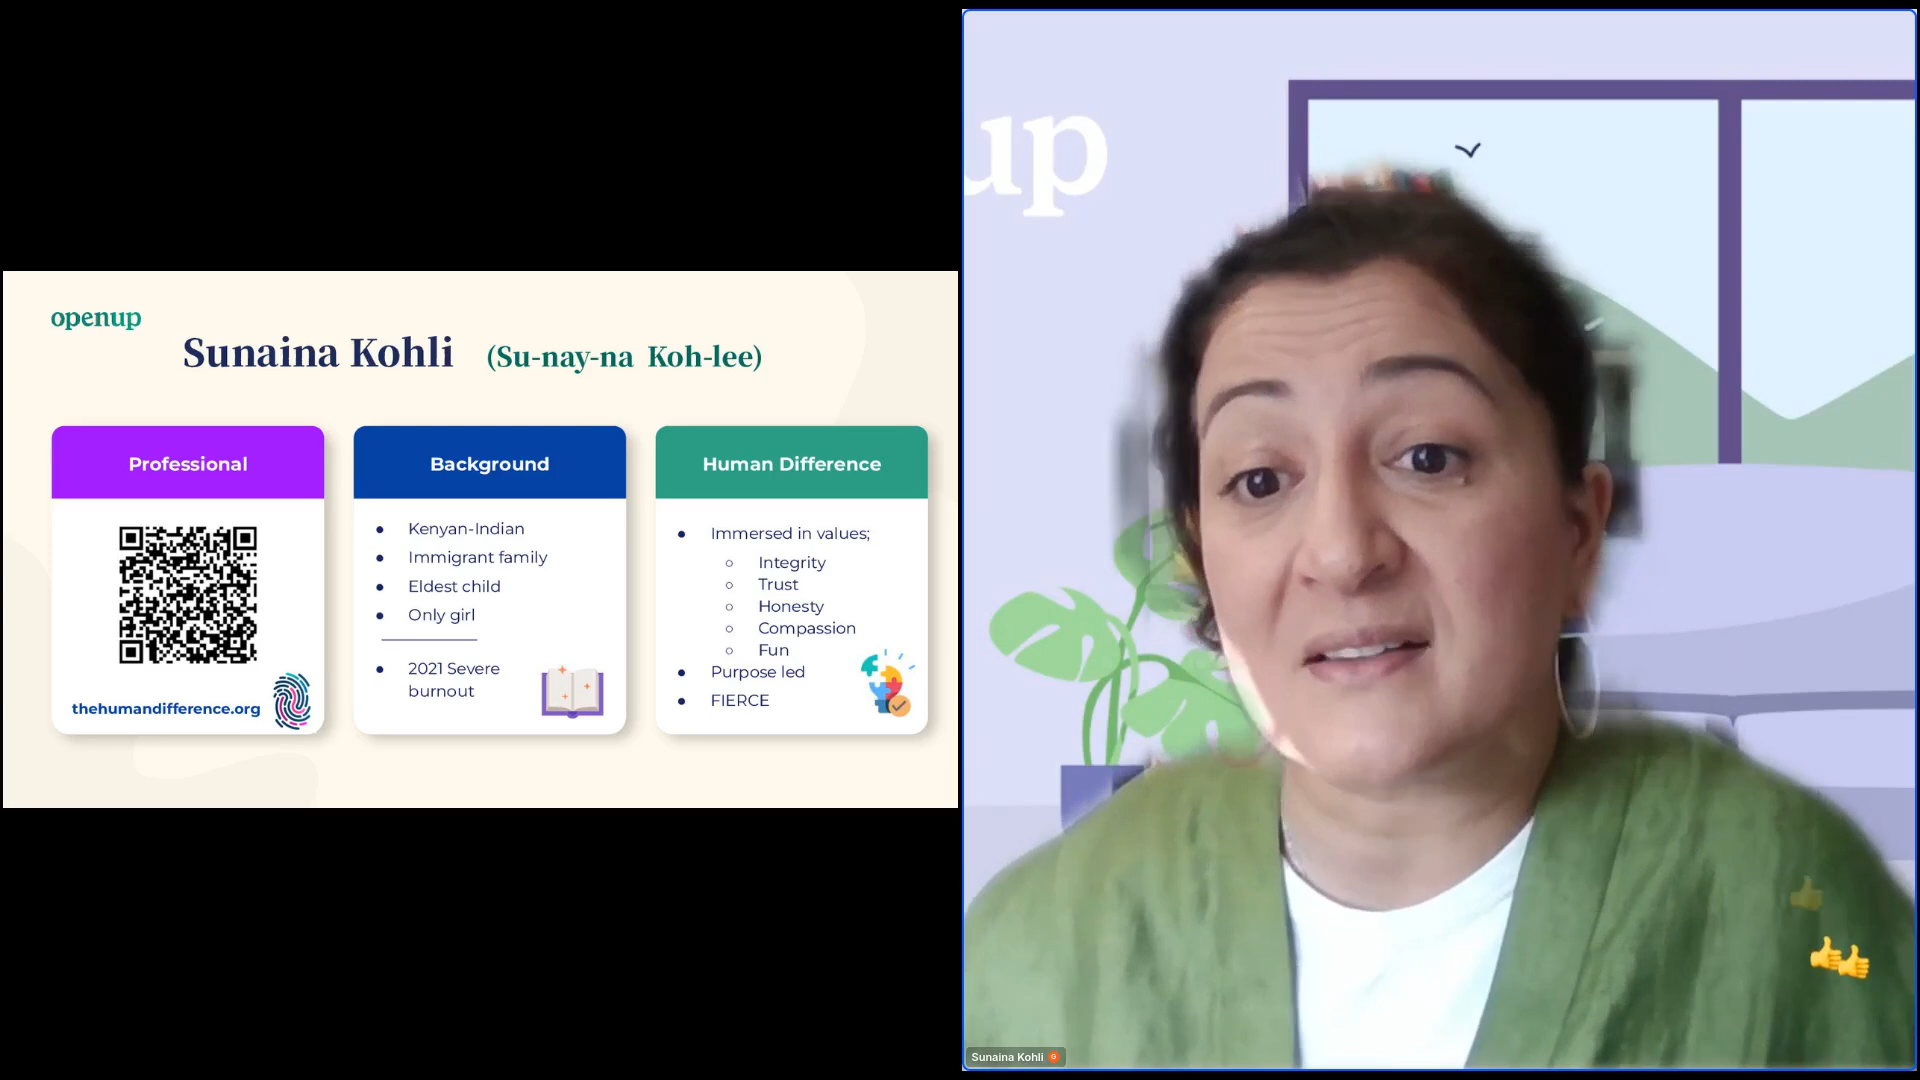 openup
Sunaina Kohli (Su-nay-na Koh-lee)
Professional
thehumandifference.org
Background
Kenyan-Indian
Immigrant family
Eldest child
Only girl
2021 Severe
burnout
Human Difference
Immersed in values;
Integrity
Trust
Honesty
Compassion
Fun
Purpose led
FIERCE
up
Sunaina Kohli